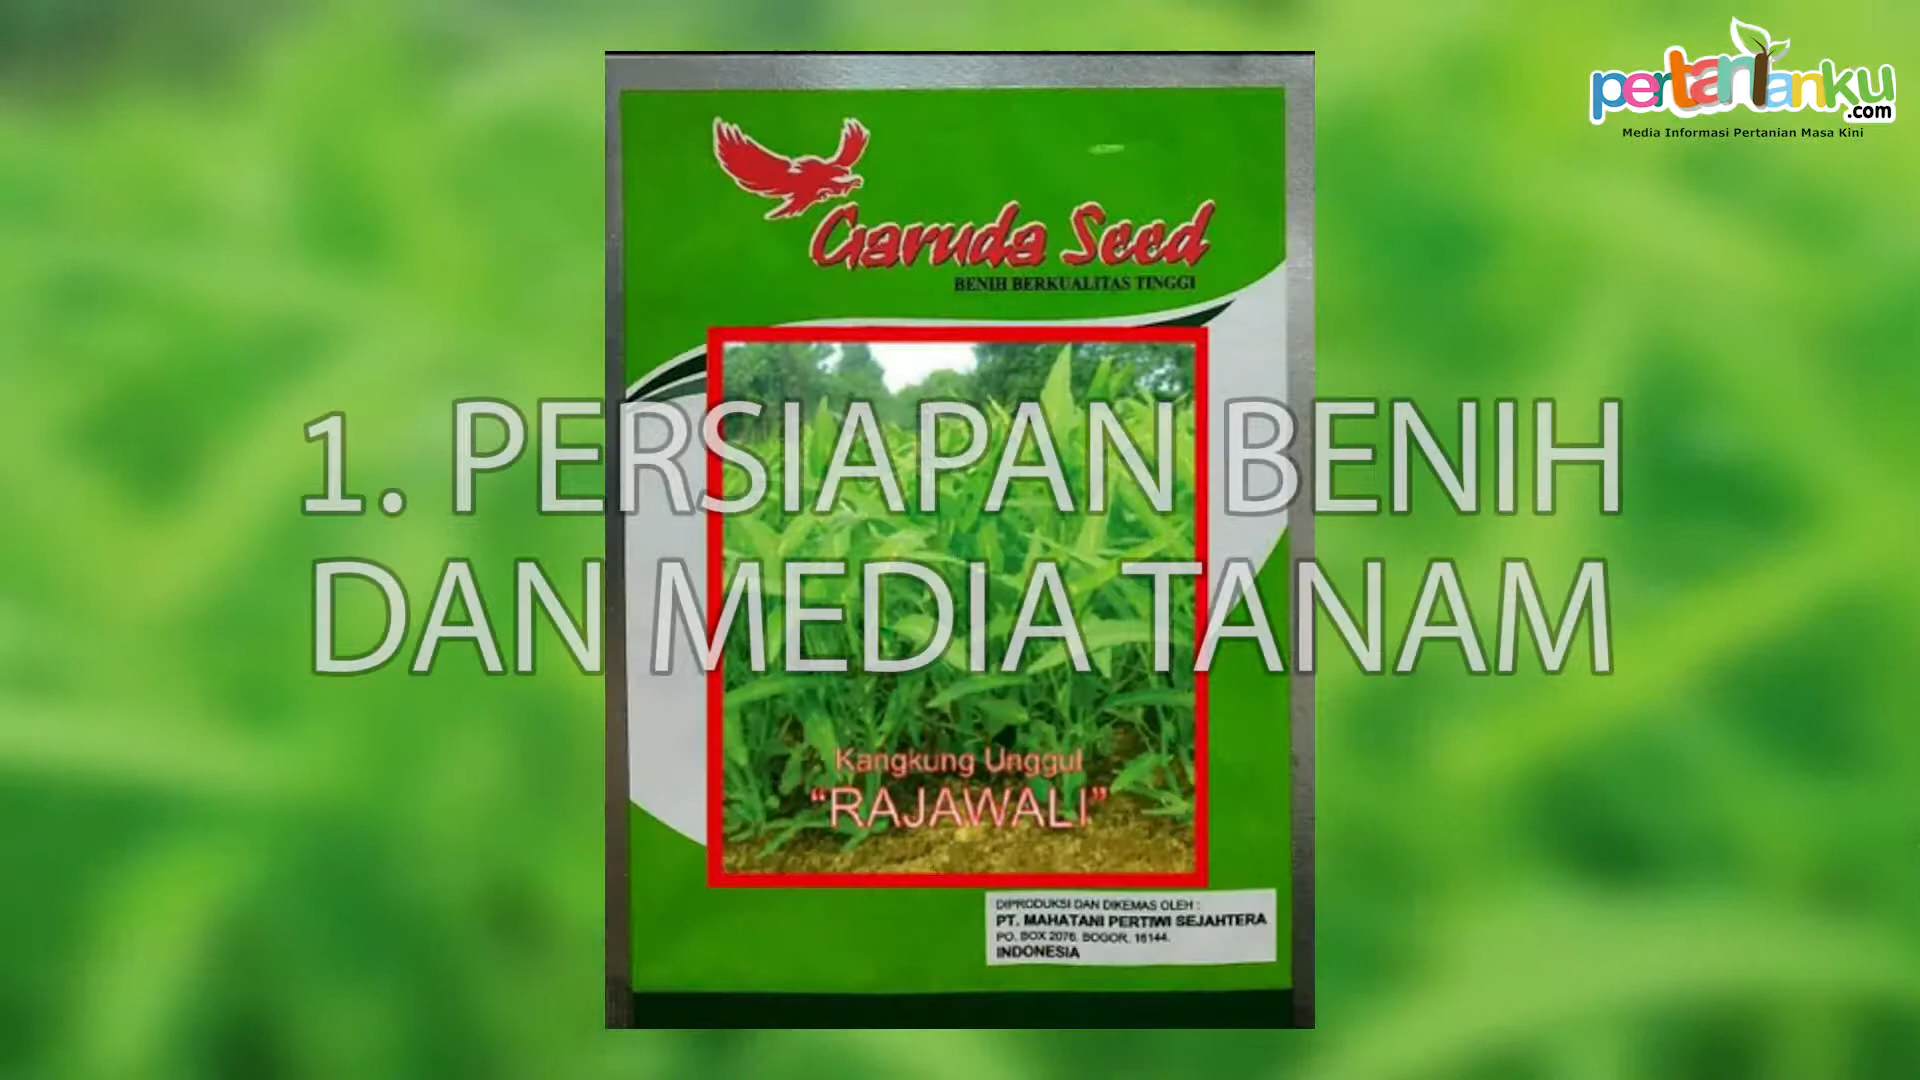 pertanianku
.com
Media Informasi Pertanian Masa Kini
Garuda Seed
BENIH BERKUALITAS TINGGI
1. PERSIAPAN BENIH
DAN MEDIA TANAM
Kangkung Unggul
"RAJAWALI"
DIPRODUKSI DAN DIKEMAS OLEH :
PT. MAHATANI PERTIWI SEJAHTERA
PO. BOX 2076. BOGOR. 16144.
INDONESIA